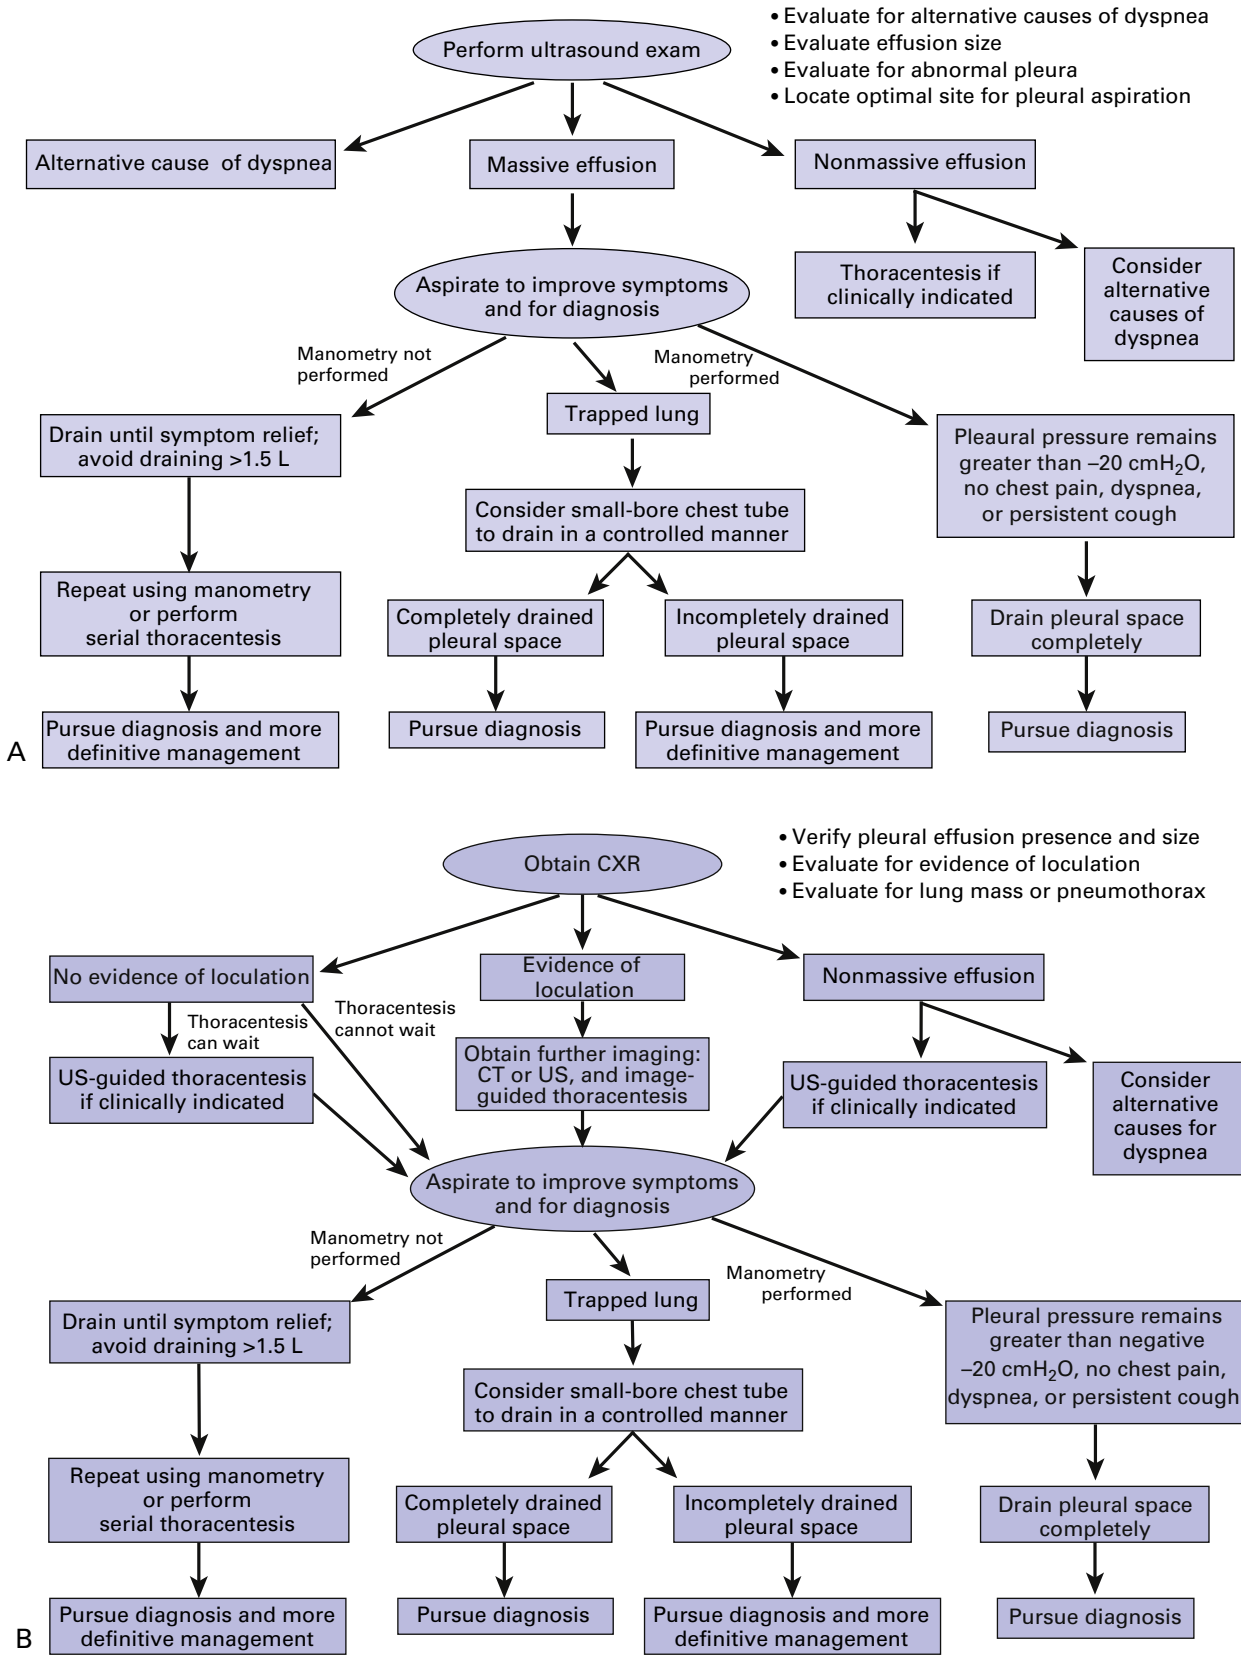 Perform ultrasound exam
• Evaluate for alternative causes of dyspnea
• Evaluate effusion size
• Evaluate for abnormal pleura
• Locate optimal site for pleural aspiration
Alternative cause of dyspnea
Massive effusion
Nonmassive effusion
Thoracentesis if
clinically indicated
Consider
alternative
causes of
dyspnea
Aspirate to improve symptoms
and for diagnosis
Manometry not
performed
Manometry
performed
Drain until symptom relief;
avoid draining >1.5 L
Trapped lung
Pleaural pressure remains
greater than –20 cmH₂O,
no chest pain, dyspnea,
or persistent cough
Consider small-bore chest tube
to drain in a controlled manner
Repeat using manometry
or perform
serial thoracentesis
Completely drained
pleural space
Incompletely drained
pleural space
Drain pleural space
completely
Pursue diagnosis and more
definitive management
Pursue diagnosis
Pursue diagnosis and more
definitive management
Pursue diagnosis
A
Obtain CXR
• Verify pleural effusion presence and size
• Evaluate for evidence of loculation
• Evaluate for lung mass or pneumothorax
No evidence of loculation
Evidence of
loculation
Nonmassive effusion
Thoracentesis
can wait
Thoracentesis
cannot wait
US-guided thoracentesis
if clinically indicated
Obtain further imaging:
CT or US, and image-
guided thoracentesis
US-guided thoracentesis
if clinically indicated
Consider
alternative
causes for
dyspnea
Aspirate to improve symptoms
and for diagnosis
Manometry not
performed
Manometry
performed
Drain until symptom relief;
avoid draining >1.5 L
Trapped lung
Pleural pressure remains
greater than negative
–20 cmH₂O, no chest pain,
dyspnea, or persistent cough
Consider small-bore chest tube
to drain in a controlled manner
Repeat using manometry
or perform
serial thoracentesis
Completely drained
pleural space
Incompletely drained
pleural space
Drain pleural space
completely
Pursue diagnosis and more
definitive management
Pursue diagnosis
Pursue diagnosis and more
definitive management
Pursue diagnosis
B